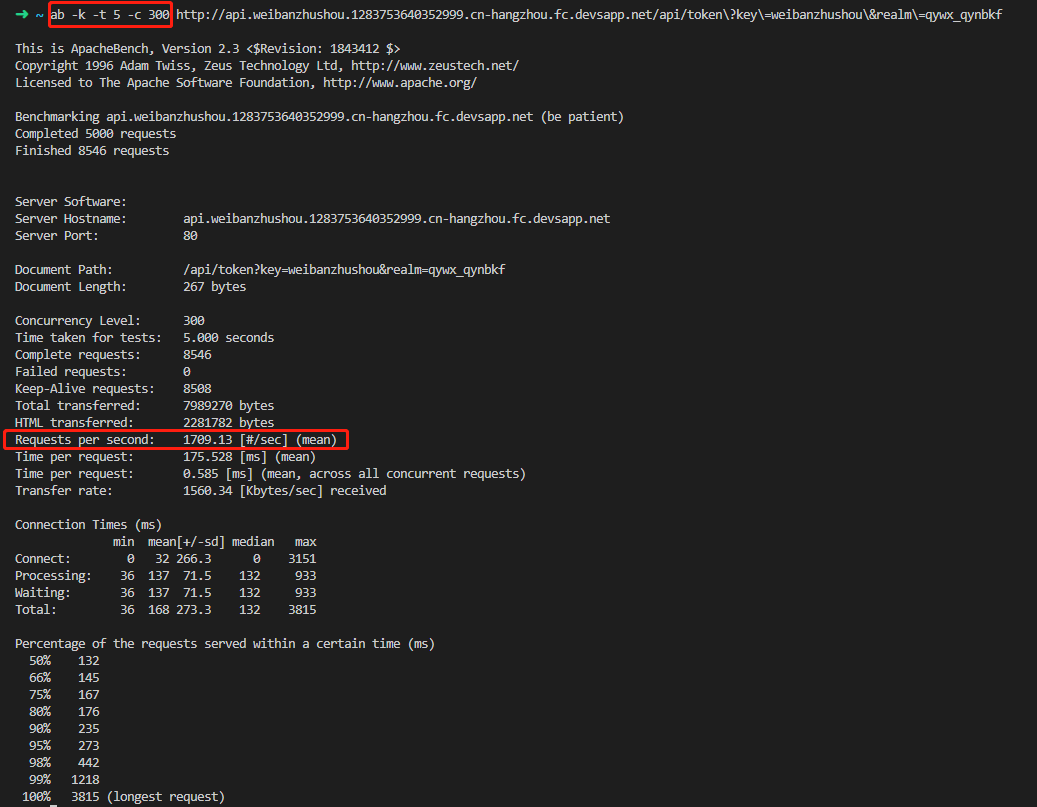 ➜ ~ ab -k -t 5 -c 300 http://api.weibanzhushou.1283753640352999.cn-hangzhou.fc.devsapp.net/api/token\?key\=weibanzhushou\&realm\=qywx_qynbkf
This is ApacheBench, Version 2.3 <$Revision: 1843412 $>
Copyright 1996 Adam Twiss, Zeus Technology Ltd, http://www.zeustech.net/
Licensed to The Apache Software Foundation, http://www.apache.org/
Benchmarking api.weibanzhushou.1283753640352999.cn-hangzhou.fc.devsapp.net (be patient)
Completed 5000 requests
Finished 8546 requests
Server Software:
Server Hostname: api.weibanzhushou.1283753640352999.cn-hangzhou.fc.devsapp.net
Server Port: 80
Document Path: /api/token?key=weibanzhushou&realm=qywx_qynbkf
Document Length: 267 bytes
Concurrency Level: 300
Time taken for tests: 5.000 seconds
Complete requests: 8546
Failed requests: 0
Keep-Alive requests: 8508
Total transferred: 7989270 bytes
HTML transferred: 2281782 bytes
Requests per second: 1709.13 [#/sec] (mean)
Time per request: 175.528 [ms] (mean)
Time per request: 0.585 [ms] (mean, across all concurrent requests)
Transfer rate: 1560.34 [Kbytes/sec] received
Connection Times (ms)
min mean[+/-sd] median max
Connect: 0 32 266.3 0 3151
Processing: 36 137 71.5 132 933
Waiting: 36 137 71.5 132 933
Total: 36 168 273.3 132 3815
Percentage of the requests served within a certain time (ms)
50% 132
66% 145
75% 167
80% 176
90% 235
95% 273
98% 442
99% 1218
100% 3815 (longest request)